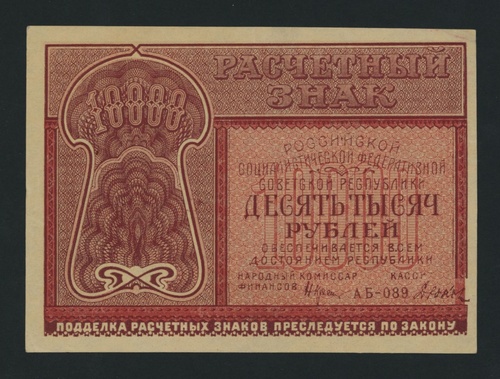 10000
РАСЧЕТНЫЙ
ЗНАК
РОССИЙСКОЙ
СОЦИАЛИСТИЧЕСКОЙ ФЕДЕРАТИВНОЙ
СОВЕТСКОЙ РЕСПУБЛИКИ
ДЕСЯТЬ ТЫСЯЧ
РУБЛЕЙ
ОБЕСПЕЧИВАЕТСЯ ВСЕМ
ДОСТОЯНИЕМ РЕСПУБЛИКИ
НАРОДНЫЙ КОМИССАР КАССИР
ФИНАНСОВ АБ-089
ПОДДЕЛКА РАСЧЕТНЫХ ЗНАКОВ ПРЕСЛЕДУЕТСЯ ПО ЗАКОНУ